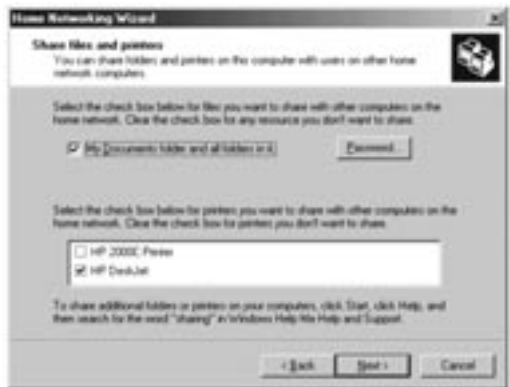 Home Networking Wizard
Share files and printers
You can share folders and printers on this computer with users on other home
network computers.
Select the check box below for files you want to share with other computers on the
home network. Clear the check box for any resource you don't want to share.
My Documents folder and all folders in it.
Password...
Select the check box below for printers you want to share with other computers on the
home network. Clear the check box for printers you don't want to share.
HP 2000C Printer
HP DeskJet
To share additional folders or printers on your computers, click Start, click Help, and
then search for the word "sharing" in Windows Help Me Help and Support.
< Back
Next >
Cancel